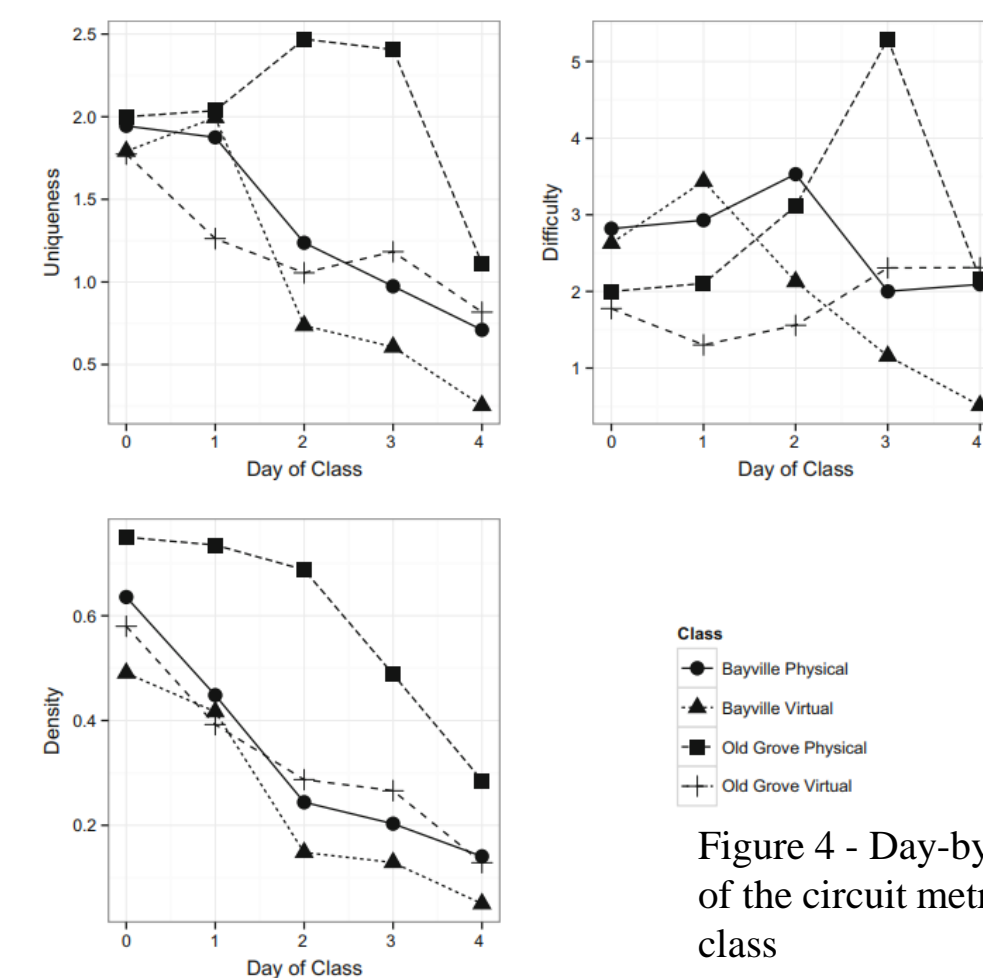 2.5
2.0
1.5
1.0
0.5
Uniqueness
0 1 2 3 4
Day of Class
5
4
3
2
1
Difficulty
0 1 2 3 4
Day of Class
0.6
0.4
0.2
Density
0 1 2 3 4
Day of Class
Class
Bayville Physical
Bayville Virtual
Old Grove Physical
Old Grove Virtual
Figure 4 - Day-by
of the circuit metr
class